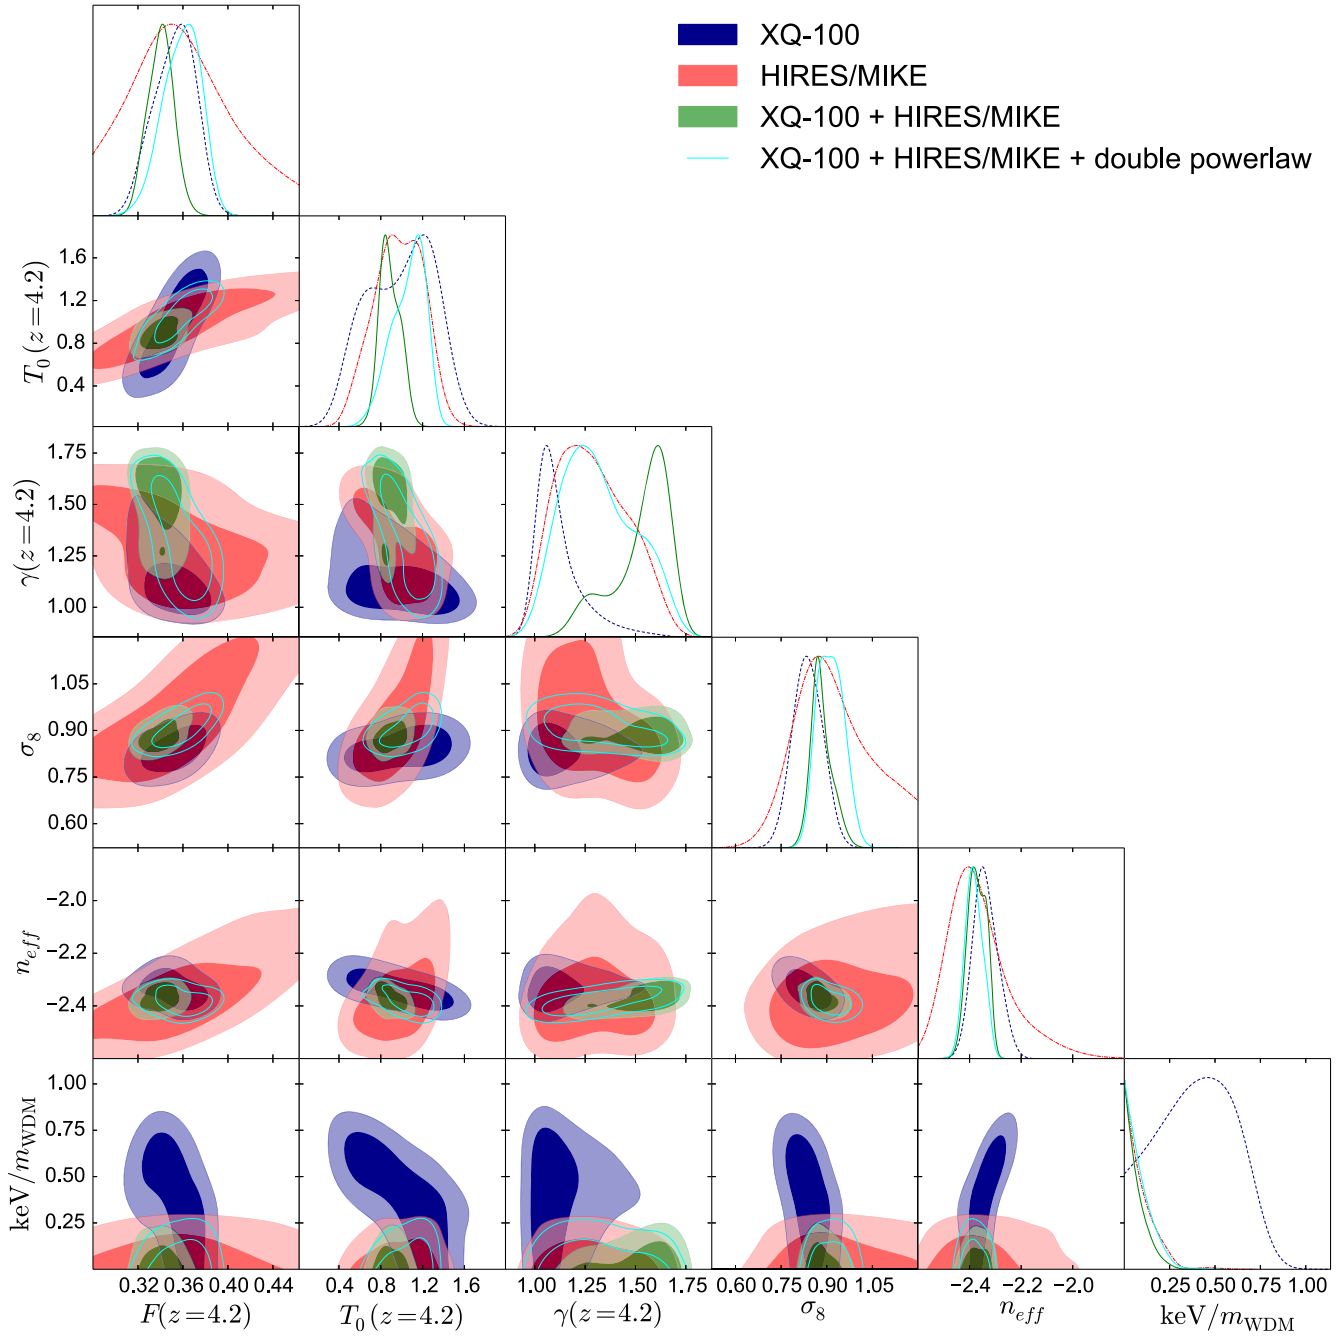 XQ-100
HIRES/MIKE
XQ-100 + HIRES/MIKE
XQ-100 + HIRES/MIKE + double powerlaw
T_0(z=4.2)
1.6
1.2
0.8
0.4
γ(z=4.2)
1.75
1.50
1.25
1.00
σ_8
1.05
0.90
0.75
0.60
n_eff
−2.0
−2.2
−2.4
keV/m_WDM
1.00
0.75
0.50
0.25
0.32 0.36 0.40 0.44
0.4 0.8 1.2 1.6
1.00 1.25 1.50 1.75
0.60 0.75 0.90 1.05
−2.4 −2.2 −2.0
0.25 0.50 0.75 1.00
F(z=4.2) T_0(z=4.2) γ(z=4.2) σ_8 n_eff keV/m_WDM